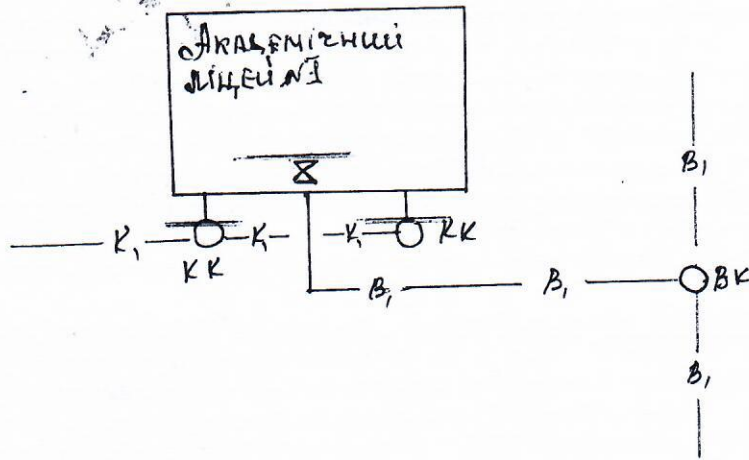 Академічний
ліцей №1
В₁
К₁ К₁ К₁ КК
КК
В₁ В₁ ВК
В₁